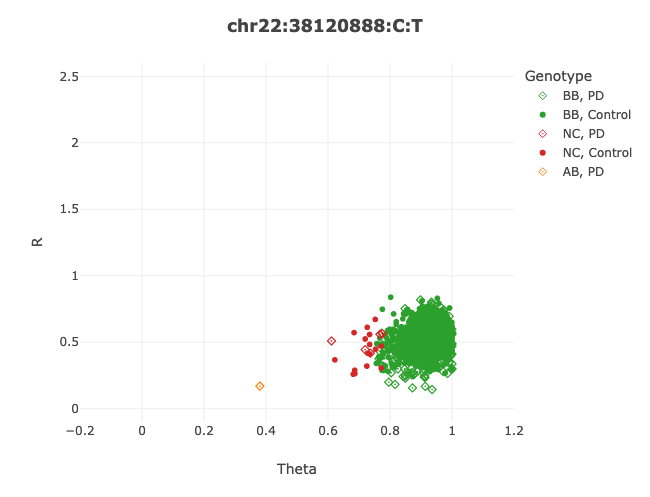 chr22:38120888:C:T
Genotype
BB, PD
BB, Control
NC, PD
NC, Control
AB, PD
2.5
2
1.5
1
0.5
0
R
−0.2 0 0.2 0.4 0.6 0.8 1 1.2
Theta